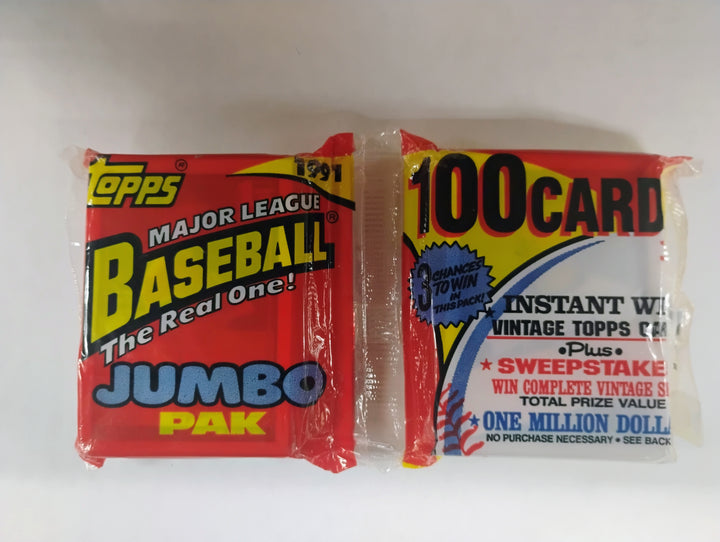 TOPPS ®
1991
MAJOR LEAGUE
BASEBALL®
The Real One!
JUMBO
PAK
100 CARD
3 CHANCES
TO WIN
IN
THIS PACK!
INSTANT WI
VINTAGE TOPPS CA
• Plus •
★ SWEEPSTAKE
WIN COMPLETE VINTAGE S
TOTAL PRIZE VALUE
★ ONE MILLION DOLL
NO PURCHASE NECESSARY • SEE BACK